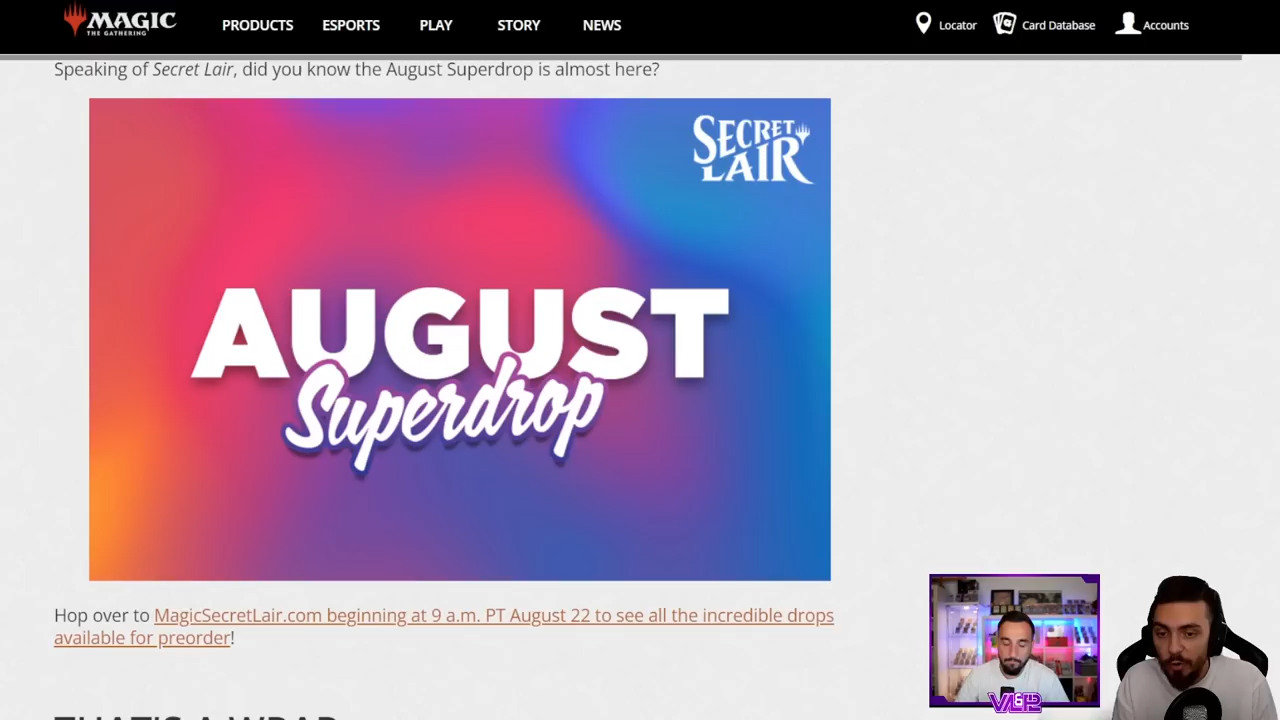 MAGIC
THE GATHERING
PRODUCTS ESPORTS PLAY STORY NEWS
Locator Card Database Accounts
Speaking of Secret Lair, did you know the August Superdrop is almost here?
SECRET
LAIR
AUGUST
Superdrop
Hop over to MagicSecretLair.com beginning at 9 a.m. PT August 22 to see all the incredible drops
available for preorder!
THAT'S A WRAP